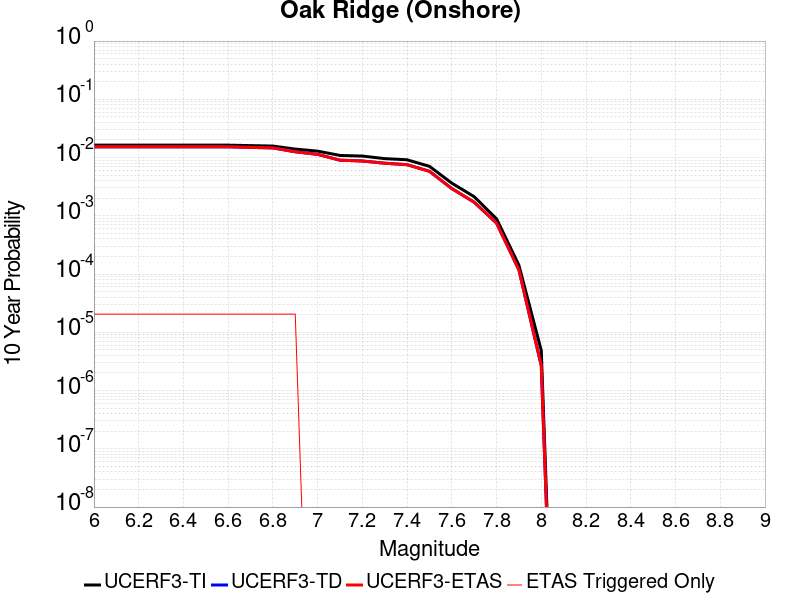 Oak Ridge (Onshore)
10^0
10^-1
10^-2
10^-3
10^-4
10^-5
10^-6
10^-7
10^-8
10 Year Probability
6 6.2 6.4 6.6 6.8 7 7.2 7.4 7.6 7.8 8 8.2 8.4 8.6 8.8 9
Magnitude
UCERF3-TI UCERF3-TD UCERF3-ETAS ETAS Triggered Only